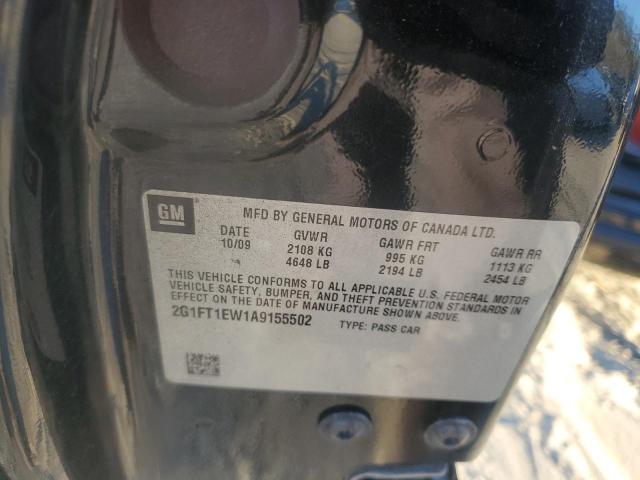 GM MFD BY GENERAL MOTORS OF CANADA LTD.
DATE GVWR GAWR FRT GAWR RR
10/09 2108 KG 995 KG 1113 KG
4648 LB 2194 LB 2454 LB
THIS VEHICLE CONFORMS TO ALL APPLICABLE U.S. FEDERAL MOTOR
VEHICLE SAFETY, BUMPER, AND THEFT PREVENTION STANDARDS IN
EFFECT ON THE DATE OF MANUFACTURE SHOWN ABOVE.
2G1FT1EW1A9155502 TYPE: PASS CAR